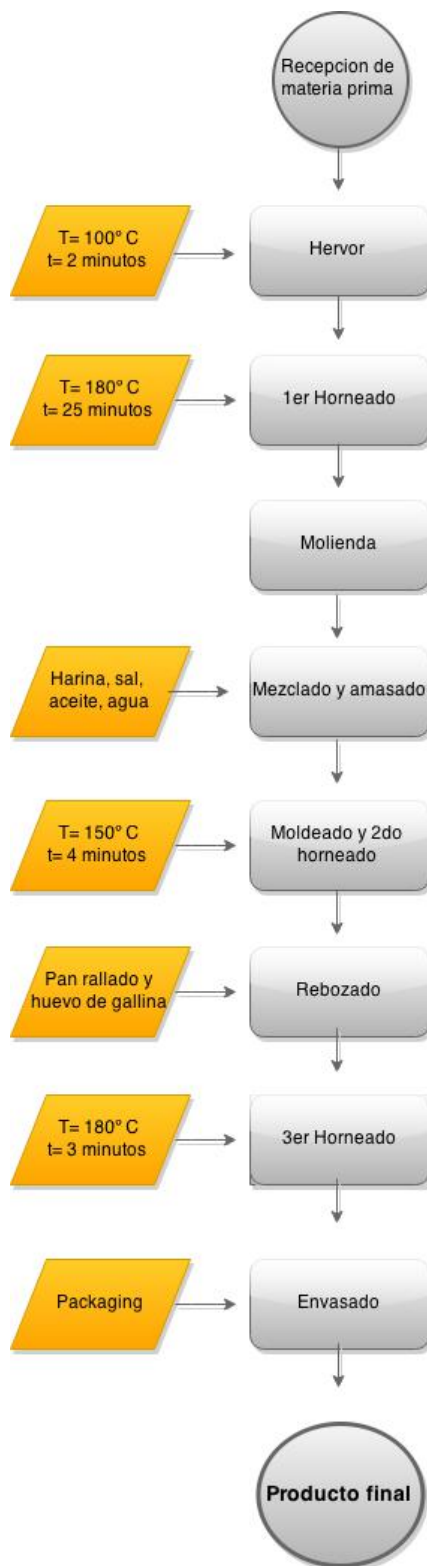 Recepcion de
materia prima
T= 100° C
t= 2 minutos
Hervor
T= 180° C
t= 25 minutos
1er Horneado
Molienda
Harina, sal,
aceite, agua
Mezclado y amasado
T= 150° C
t= 4 minutos
Moldeado y 2do
horneado
Pan rallado y
huevo de gallina
Rebozado
T= 180° C
t= 3 minutos
3er Horneado
Packaging
Envasado
Producto final